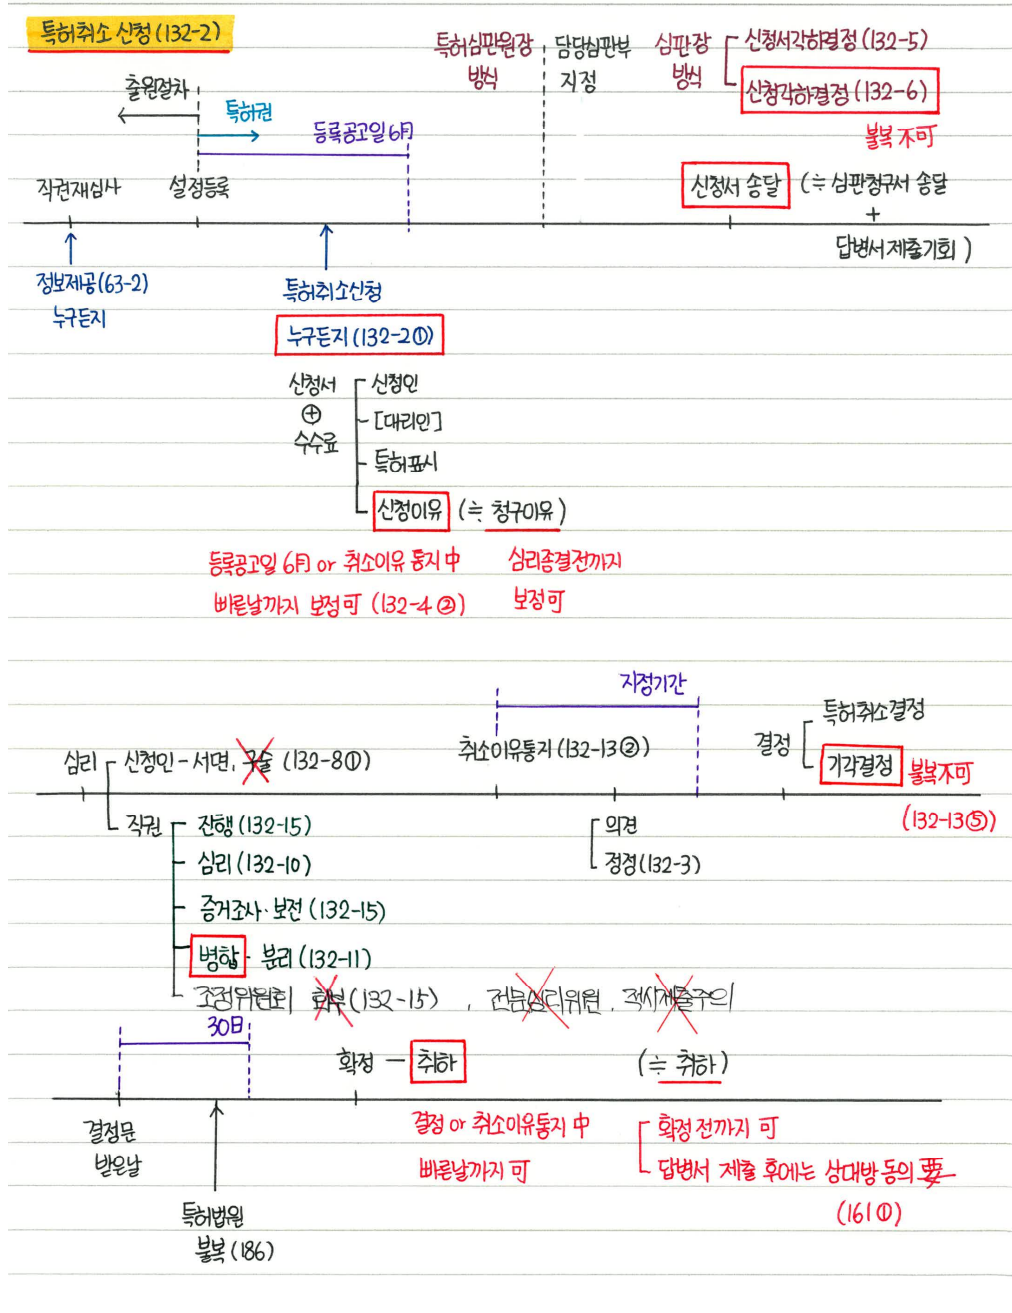 특허취소 신청(132-2)
특허심판원장 담당심판부 심판장 신청서각하결정(132-5)
방식 지정 방식 신청각하결정(132-6)
불복 不可
출원절차
특허권
등록공고일 6月
직권재심사 설정등록
신청서 송달 (≒ 심판청구서 송달
+
답변서 제출기회)
정보제공(63-2)
누구든지
특허취소신청
누구든지(132-2①)
신청서 신청인
⊕ [대리인]
수수료 특허표시
신청이유 (≒ 청구이유)
등록공고일 6月 or 취소이유 통지 中 심리종결전까지
빠른날까지 보정可 (132-4②) 보정可
지정기간
특허취소결정
취소이유통지(132-13②) 결정
심리 신청인-서면, 구술 (132-8①) 기각결정 불복不可
(132-13⑤)
직권 진행(132-15) 의견
심리(132-10) 정정(132-3)
증거조사·보전(132-15)
병합·분리(132-11)
조정위원회 회부(132-15), 전문심리위원, 적시제출주의
30日
확정 - 취하 (≒ 취하)
결정문
받은날
결정 or 취소이유통지 中 확정 전까지 可
빠른날까지 可 답변서 제출 후에는 상대방 동의 要
(161①)
특허법원
불복(186)